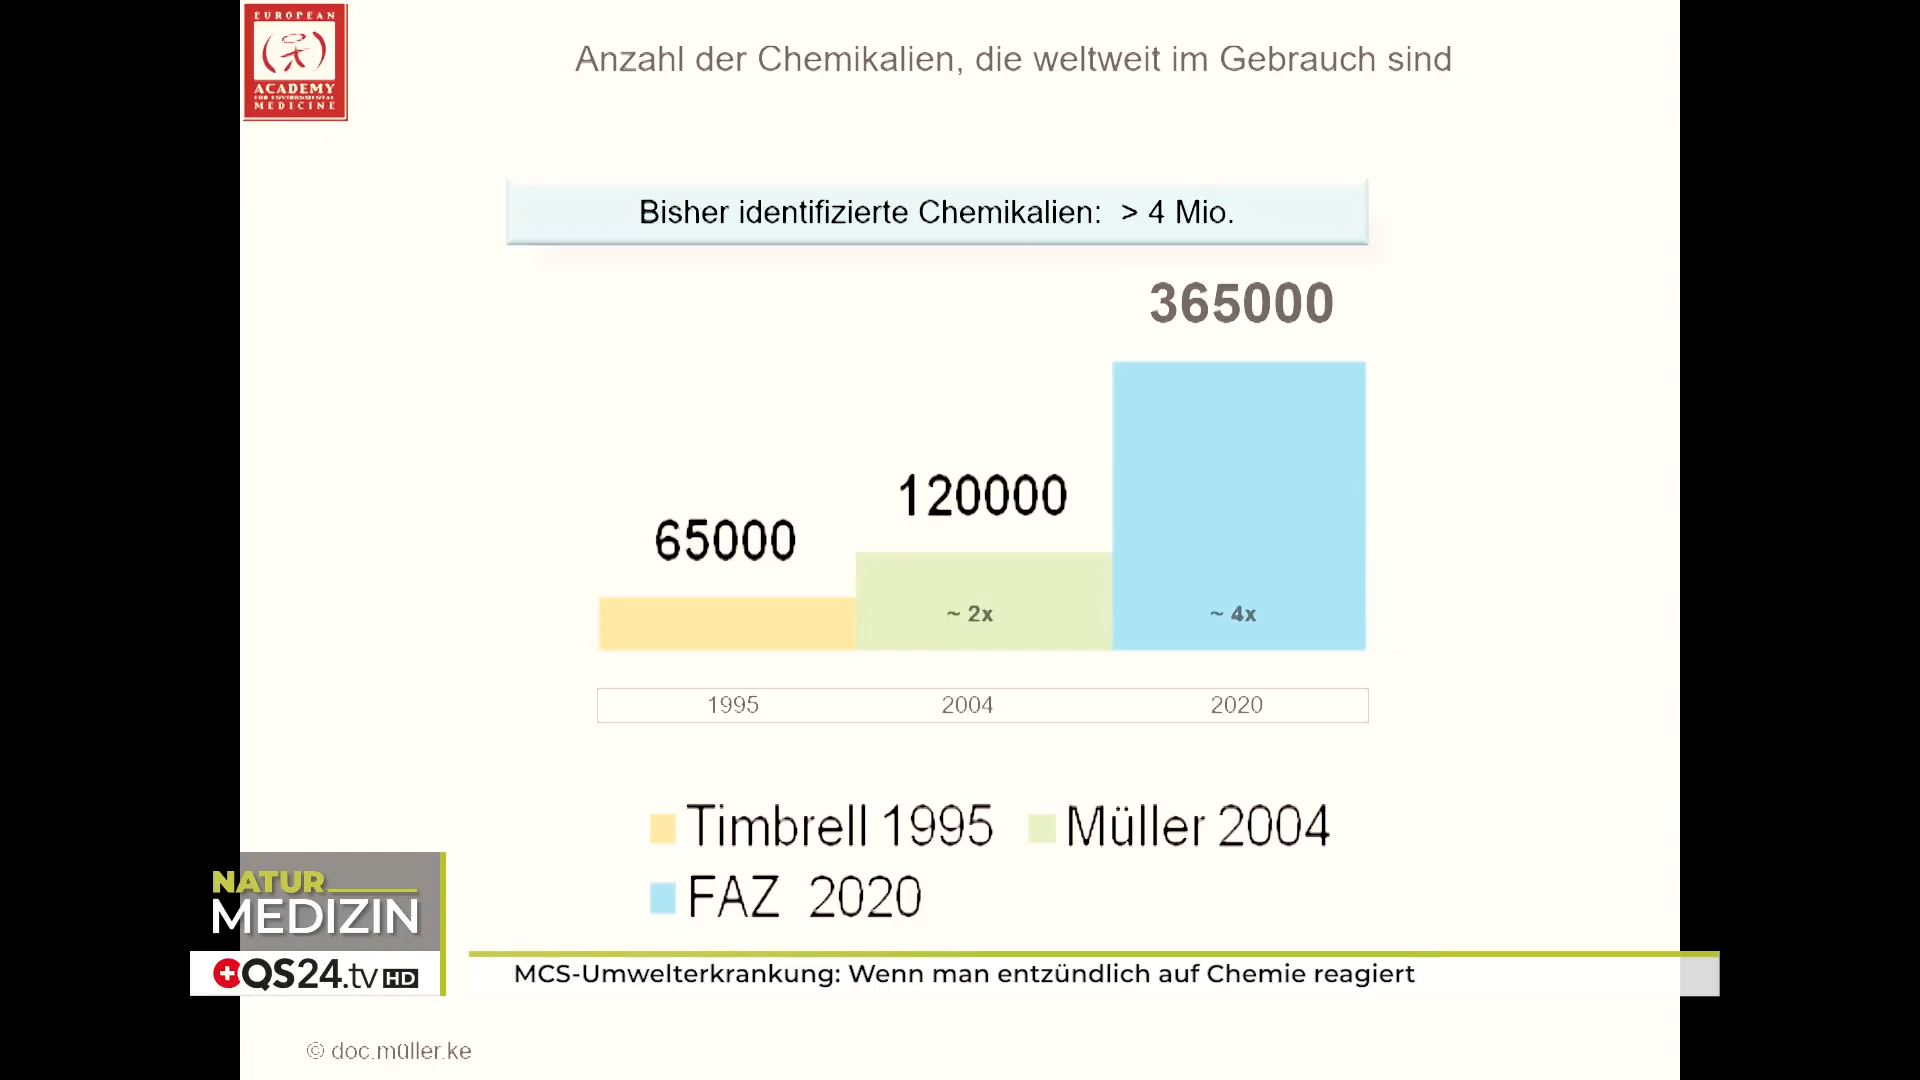 EUROPEAN
ACADEMY
FOR ENVIRONMENTAL
MEDICINE
Anzahl der Chemikalien, die weltweit im Gebrauch sind
Bisher identifizierte Chemikalien: > 4 Mio.
365000
120000
65000
~ 2x
~ 4x
1995
2004
2020
Timbrell 1995
Müller 2004
FAZ 2020
NATUR
MEDIZIN
QS24.tv HD
MCS-Umwelterkrankung: Wenn man entzündlich auf Chemie reagiert
© doc.müller.ke